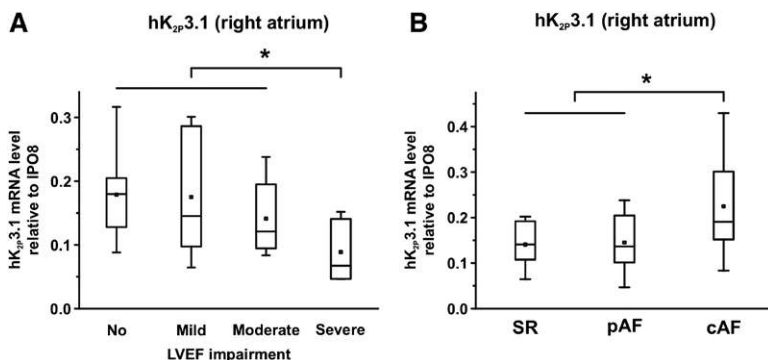 A
hK₂ₚ3.1 (right atrium)
*
hK₂ₚ3.1 mRNA level
relative to IPO8
0.3
0.2
0.1
0.0
No Mild Moderate Severe
LVEF impairment
B
hK₂ₚ3.1 (right atrium)
*
hK₂ₚ3.1 mRNA level
relative to IPO8
0.4
0.3
0.2
0.1
0.0
SR pAF cAF